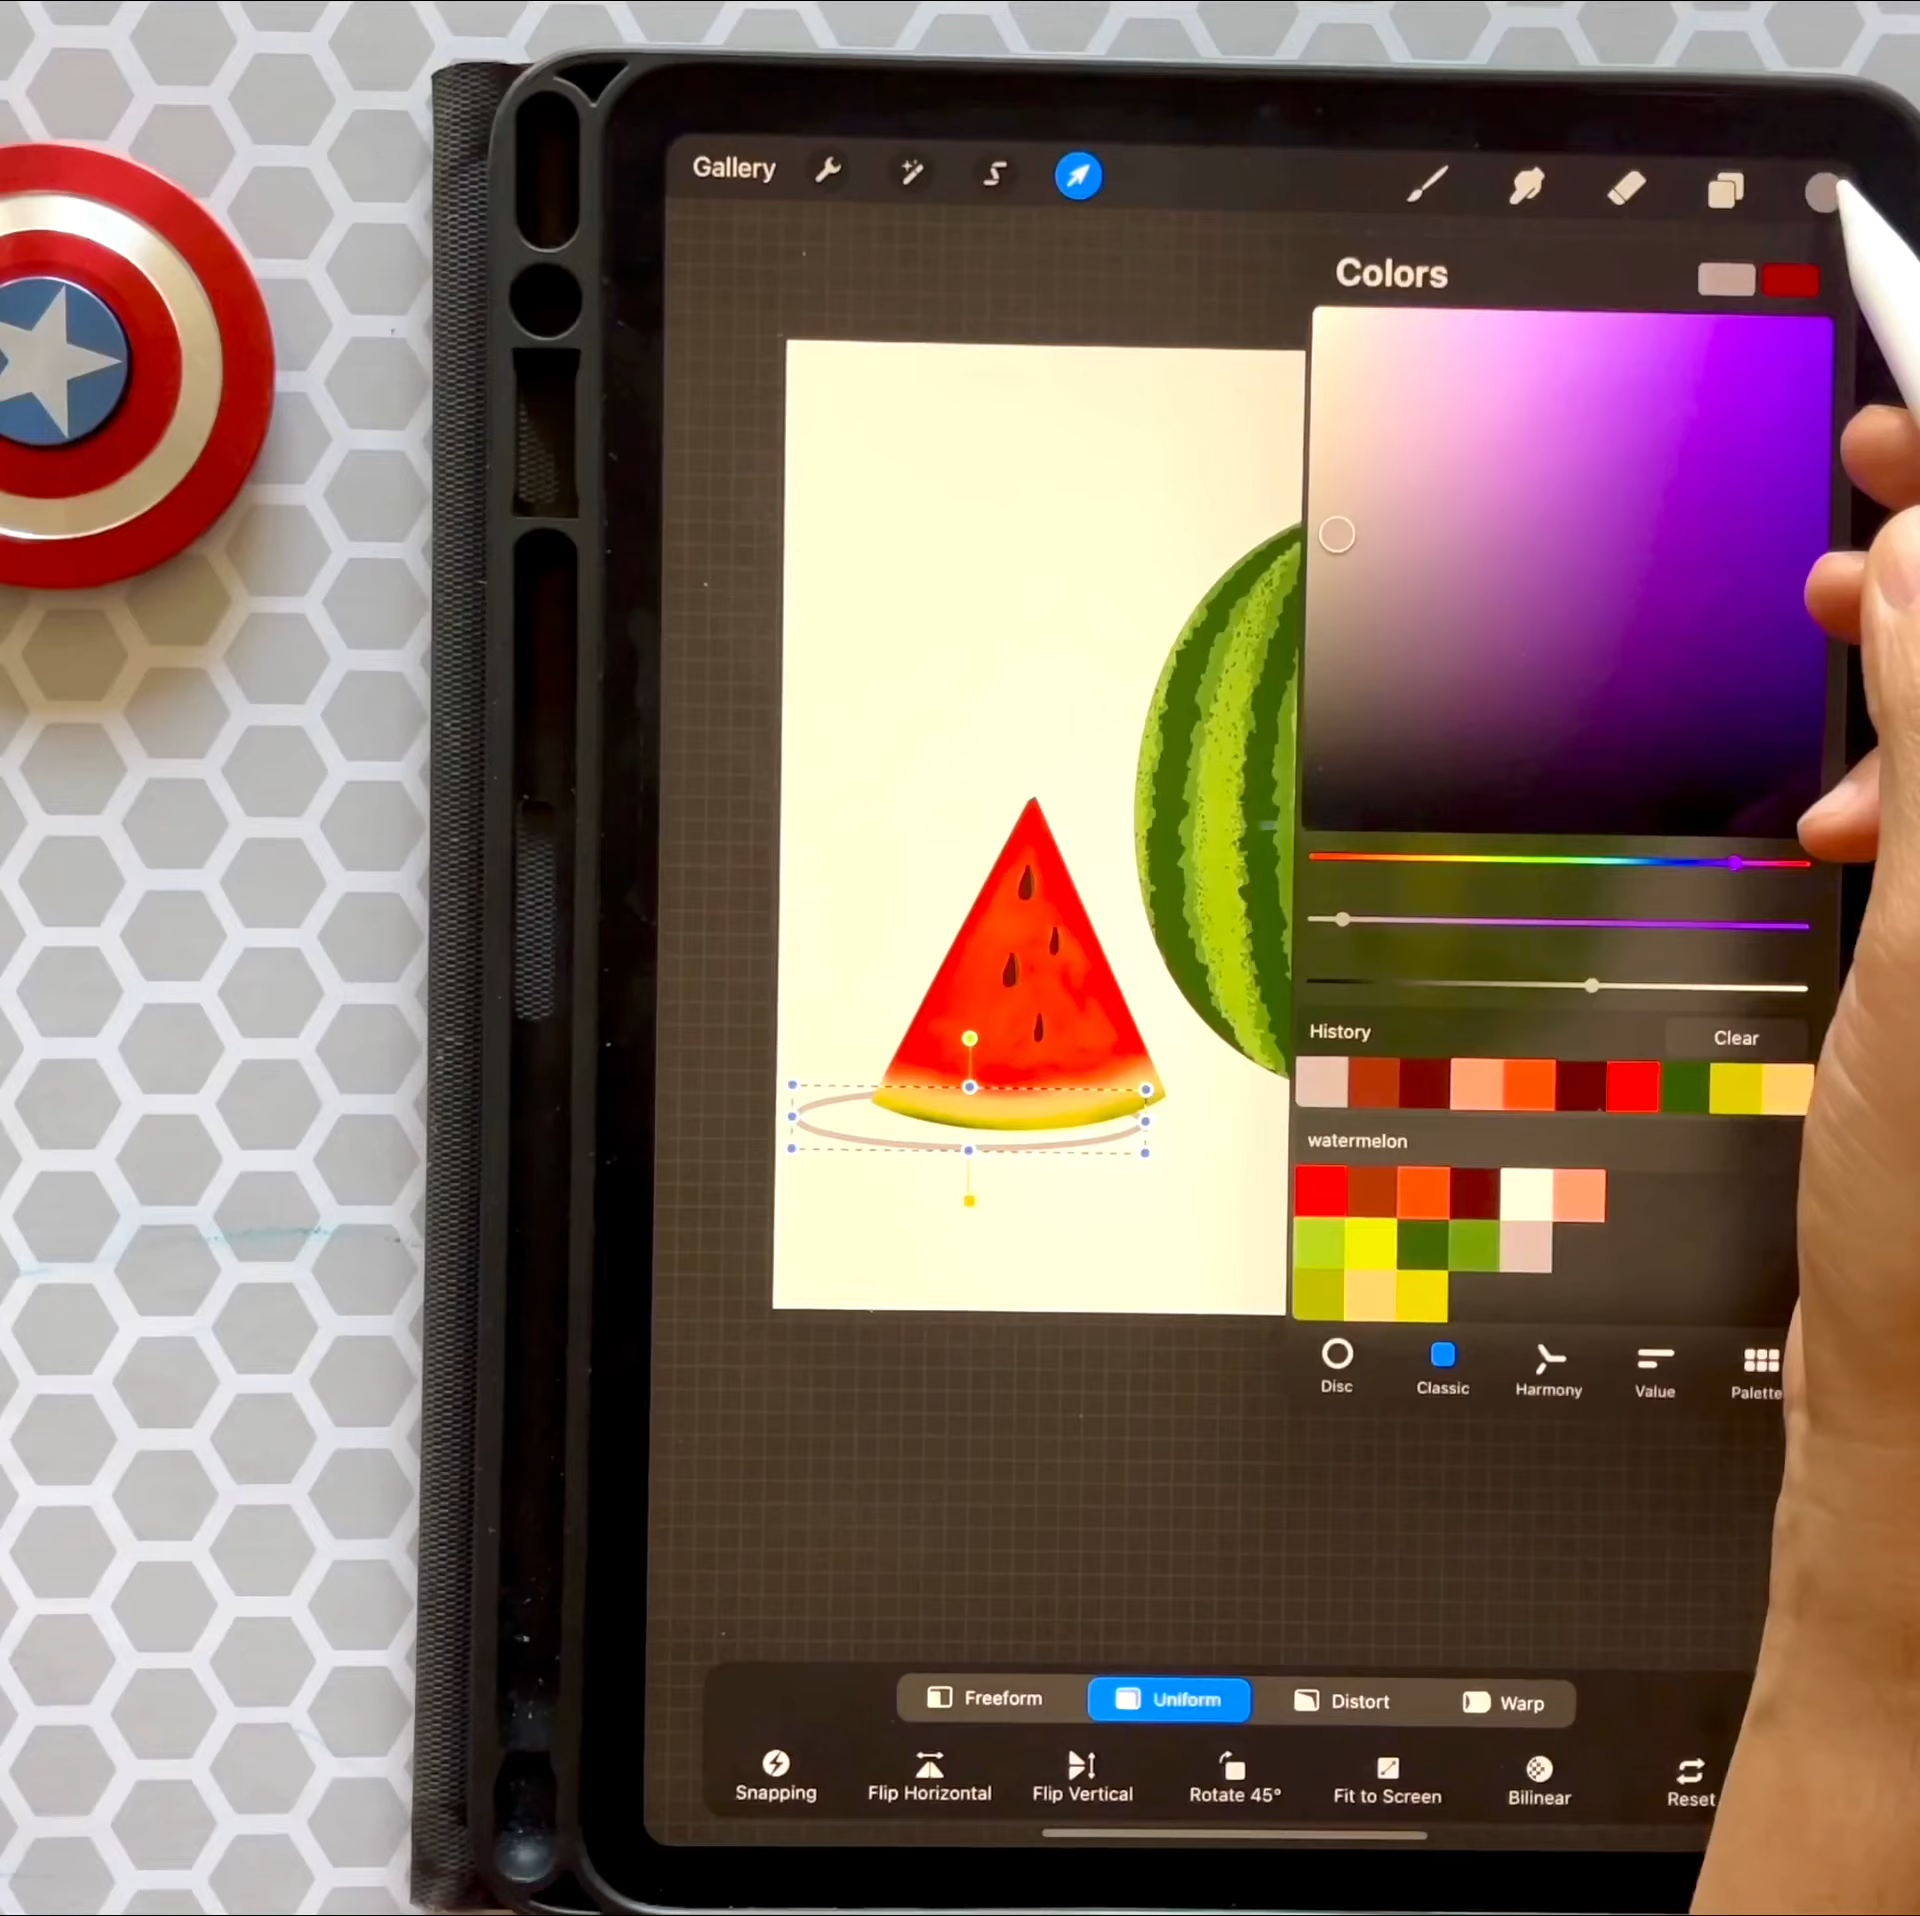 Gallery
Colors
History
Clear
watermelon
Disc
Classic
Harmony
Value
Palette
Freeform
Uniform
Distort
Warp
Snapping
Flip Horizontal
Flip Vertical
Rotate 45°
Fit to Screen
Bilinear
Reset